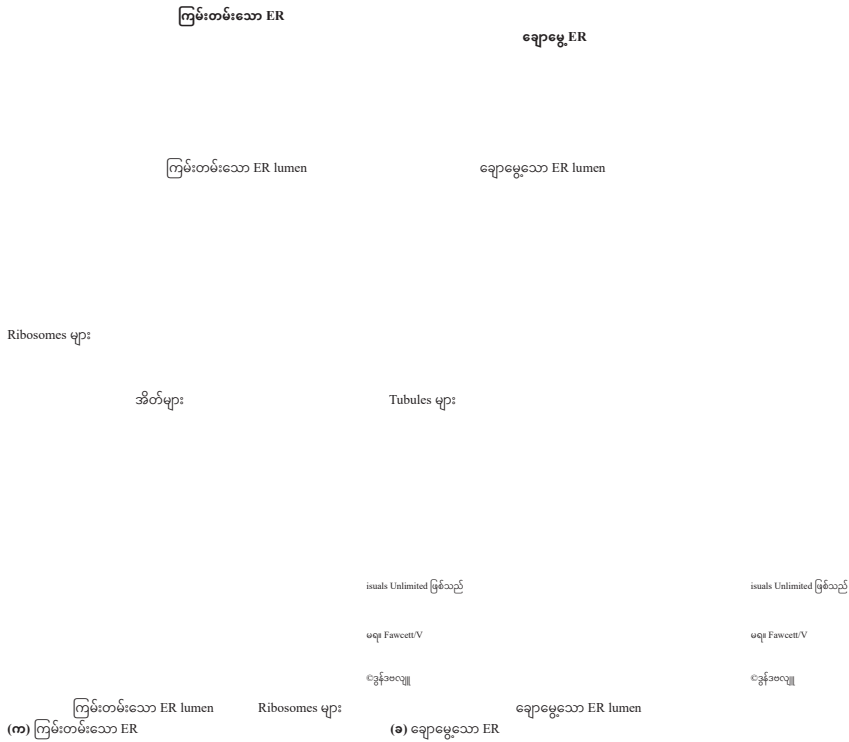 ကြမ်းတမ်းသော ER
ချောမွေ့ ER
ကြမ်းတမ်းသော ER lumen
ချောမွေ့သော ER lumen
Ribosomes များ
အိတ်များ
Tubules များ
isuals Unlimited ဖြစ်သည်
isuals Unlimited ဖြစ်သည်
မရ။ Fawcett/V
မရ။ Fawcett/V
©ဒွန်ဒဗလျူ
©ဒွန်ဒဗလျူ
ကြမ်းတမ်းသော ER lumen
Ribosomes များ
ချောမွေ့သော ER lumen
(က) ကြမ်းတမ်းသော ER
(ခ) ချောမွေ့သော ER